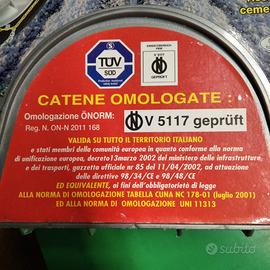 TÜV
SÜD
V 5117
GEPRÜFT
CATENE OMOLOGATE :
Omologazione ÖNORM:
Reg. N. ON-N 2011 168
V 5117 geprüft
VALIDA SU TUTTO IL TERRITORIO ITALIANO
e stati membri della comunità europea in quanto conforme alla norma
di unificazione europea, decreto13marzo 2002 del ministero delle infrastrutture
e dei trasporti, gazzetta ufficiale n° 85 del 11/04/2002, ad attuazione
delle direttive 98/34/CE e 98/48/CE
ED EQUIVALENTE, ai fini dell'obbligatorietà di legge
ALLA NORMA DI OMOLOGAZIONE TABELLA CUNA NC 178-01 (luglio 2001)
ED ALLA NORMA DI OMOLOGAZIONE UNI 11313
subito